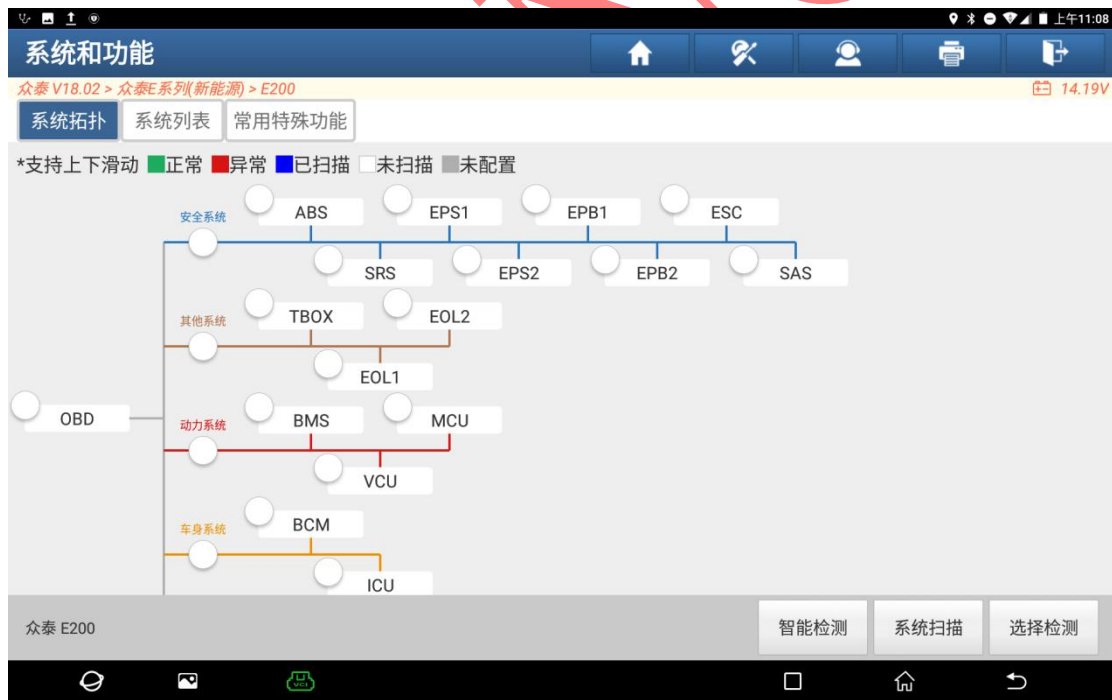 上午11:08
系统和功能
众泰 V18.02 > 众泰E系列(新能源) > E200
14.19V
系统拓扑 系统列表 常用特殊功能
*支持上下滑动 正常 异常 已扫描 未扫描 未配置
安全系统 ABS EPS1 EPB1 ESC
SRS EPS2 EPB2 SAS
其他系统 TBOX EOL2
EOL1
OBD
动力系统 BMS MCU
VCU
车身系统 BCM
ICU
众泰 E200
智能检测 系统扫描 选择检测
VCI